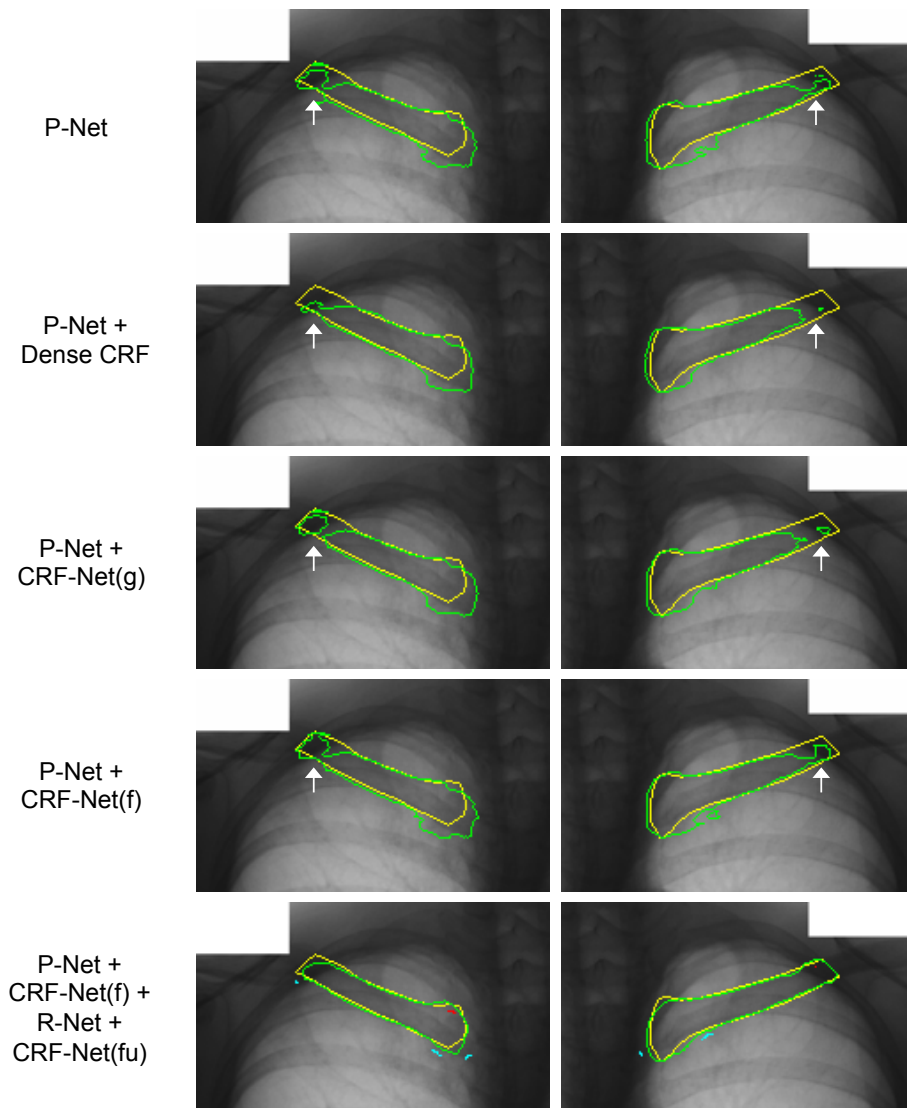 P-Net
P-Net +
Dense CRF
P-Net +
CRF-Net(g)
P-Net +
CRF-Net(f)
P-Net +
CRF-Net(f) +
R-Net +
CRF-Net(fu)